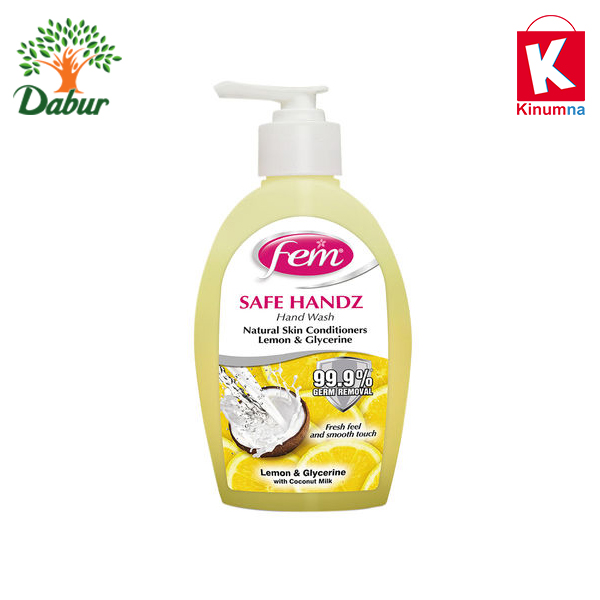 Dabur
K
Kinumna
fem®
SAFE HANDZ
Hand Wash
Natural Skin Conditioners
Lemon & Glycerine
99.9%
GERM REMOVAL
Fresh feel
and smooth touch
Lemon & Glycerine
with Coconut Milk